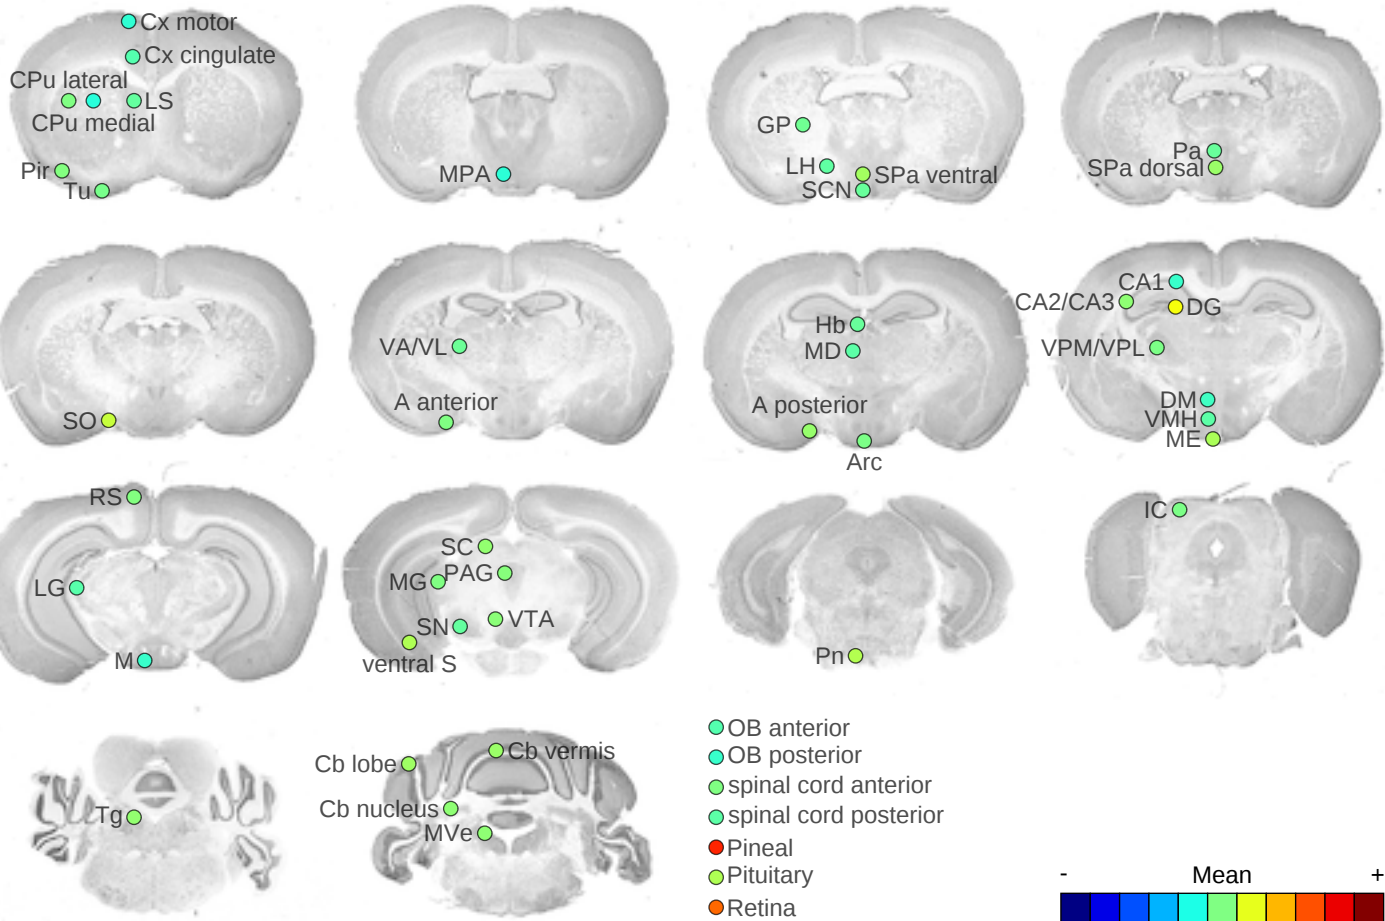 Cx motor
Cx cingulate
CPu lateral
LS
CPu medial
Pir
Tu
MPA
GP
LH
SPa ventral
SCN
Pa
SPa dorsal
SO
VA/VL
A anterior
Hb
MD
A posterior
Arc
CA1
CA2/CA3
DG
VPM/VPL
DM
VMH
ME
RS
LG
M
SC
PAG
MG
VTA
SN
ventral S
Pn
IC
Tg
Cb vermis
Cb lobe
Cb nucleus
MVe
OB anterior
OB posterior
spinal cord anterior
spinal cord posterior
Pineal
Pituitary
Retina
- Mean +